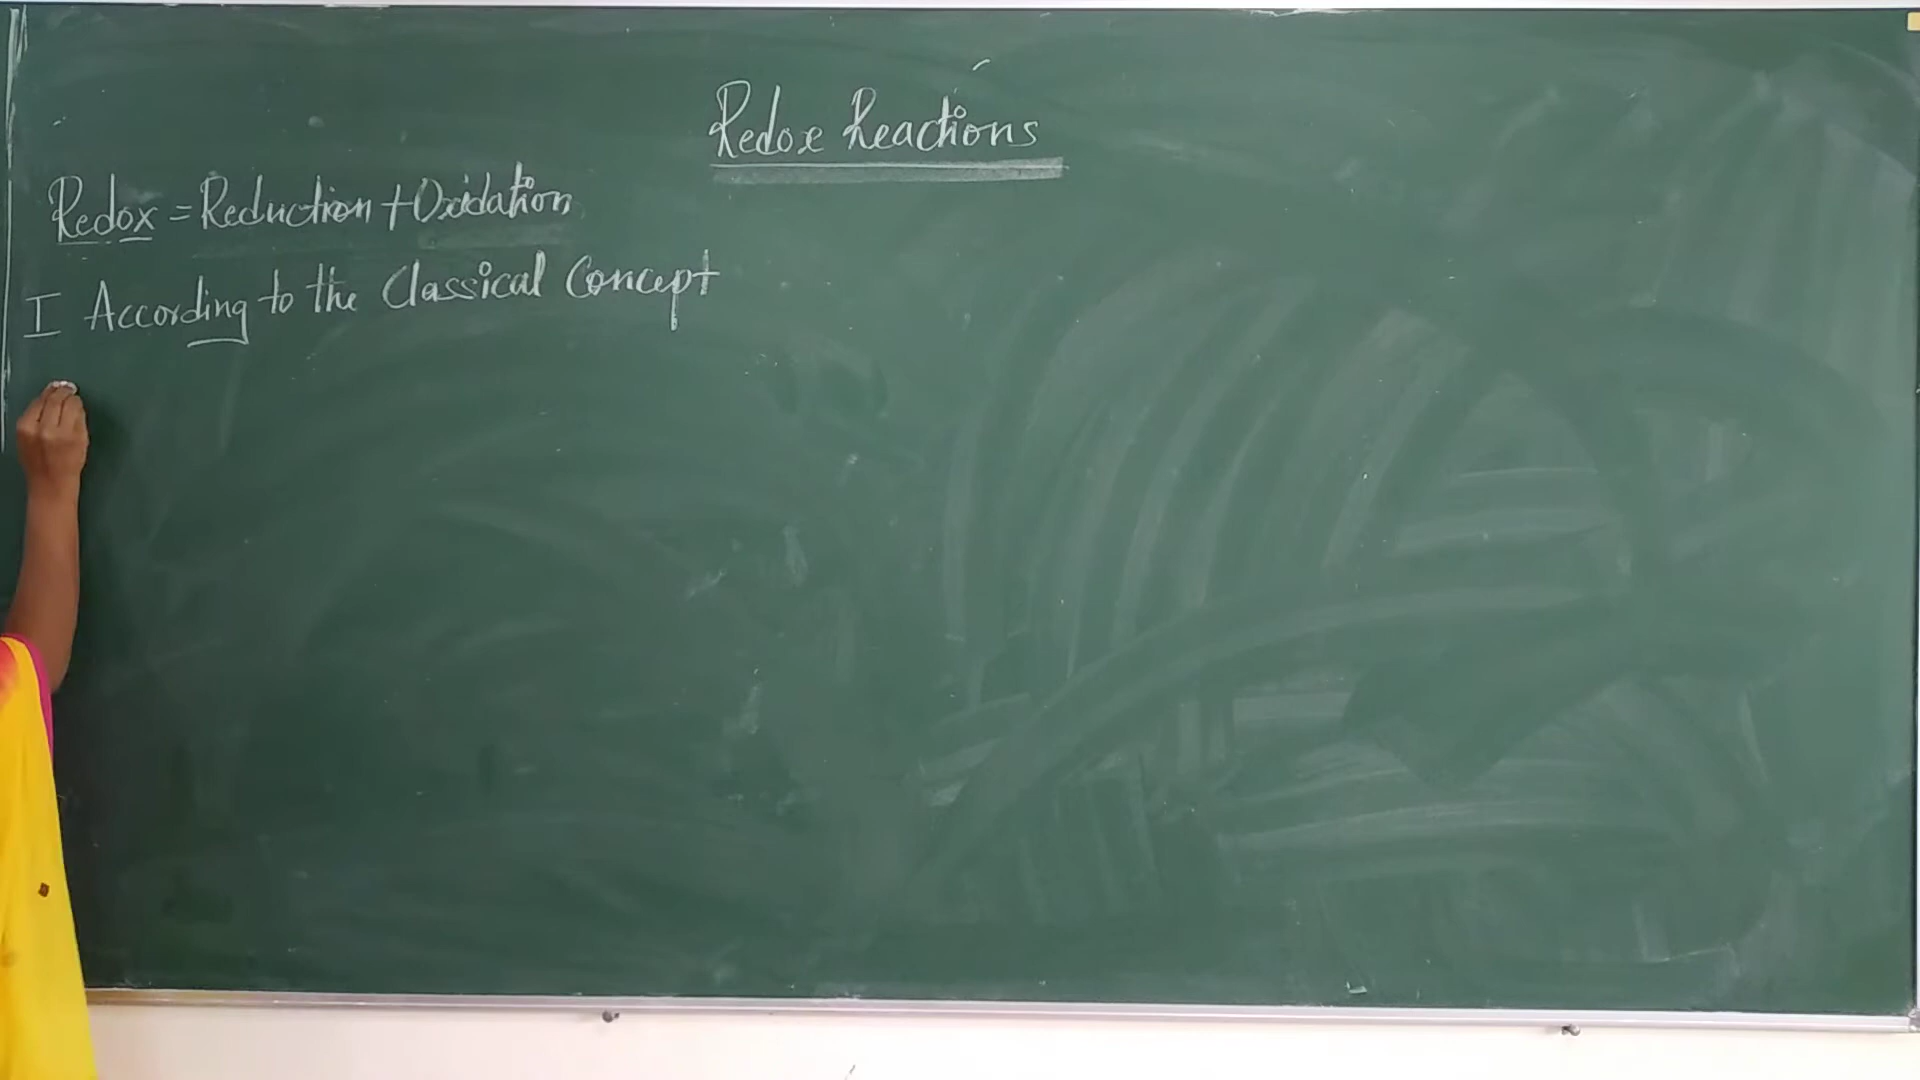 Redox Reactions
Redox = Reduction + Oxidation
I According to the Classical Concept